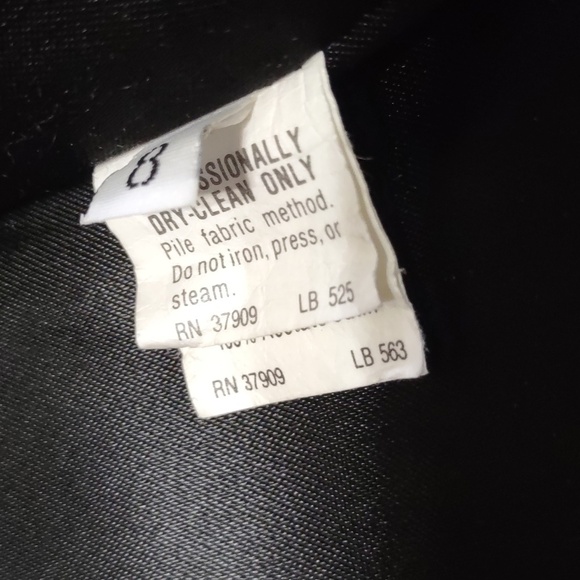 8
DRY-CLEAN ONLY
Pile fabric method.
Do not iron, press, or
steam.
RN 37909 LB 525
RN 37909 LB 563